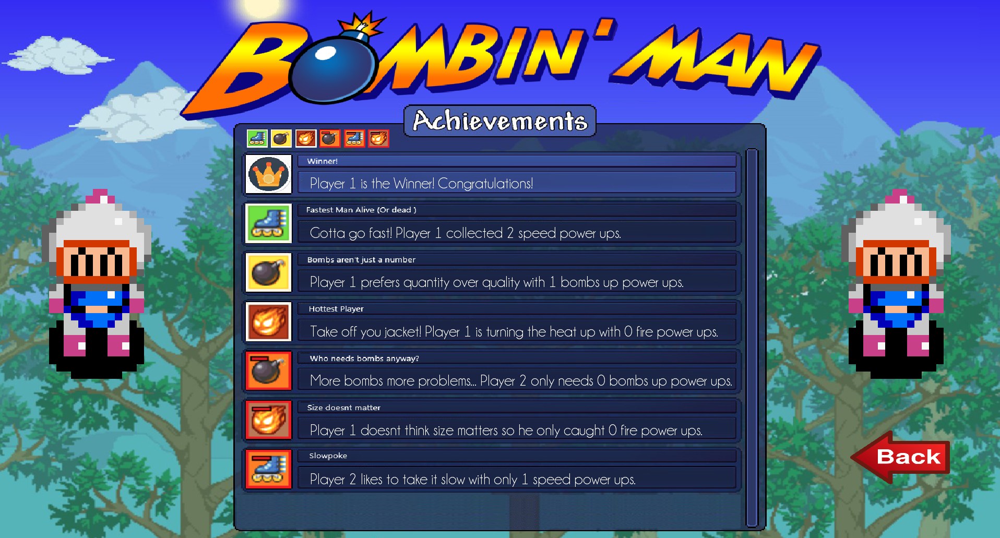 BOMBIN' MAN
Achievements
Winner!
Player 1 is the Winner! Congratulations!
Fastest Man Alive (Or dead )
Gotta go fast! Player 1 collected 2 speed power ups.
Bombs aren't just a number
Player 1 prefers quantity over quality with 1 bombs up power ups.
Hottest Player
Take off you jacket! Player 1 is turning the heat up with 0 fire power ups.
Who needs bombs anyway?
More bombs more problems... Player 2 only needs 0 bombs up power ups.
Size doesnt matter
Player 1 doesnt think size matters so he only caught 0 fire power ups.
Slowpoke
Player 2 likes to take it slow with only 1 speed power ups.
Back